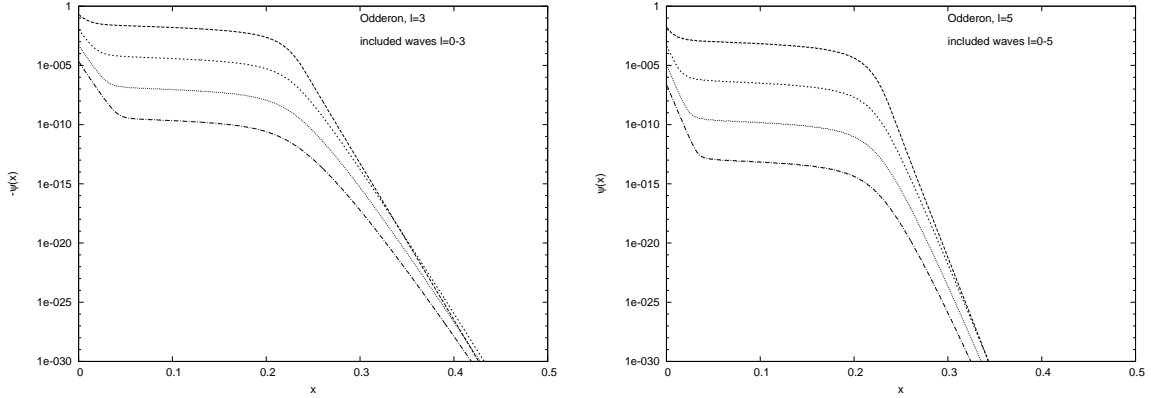 1
1e-005
1e-010
1e-015
1e-020
1e-025
1e-030
0
0.1
0.2
0.3
0.4
0.5
-ψ(x)
x
Odderon, l=3
included waves l=0-3
1
1e-005
1e-010
1e-015
1e-020
1e-025
1e-030
0
0.1
0.2
0.3
0.4
0.5
ψ(x)
x
Odderon, l=5
included waves l=0-5